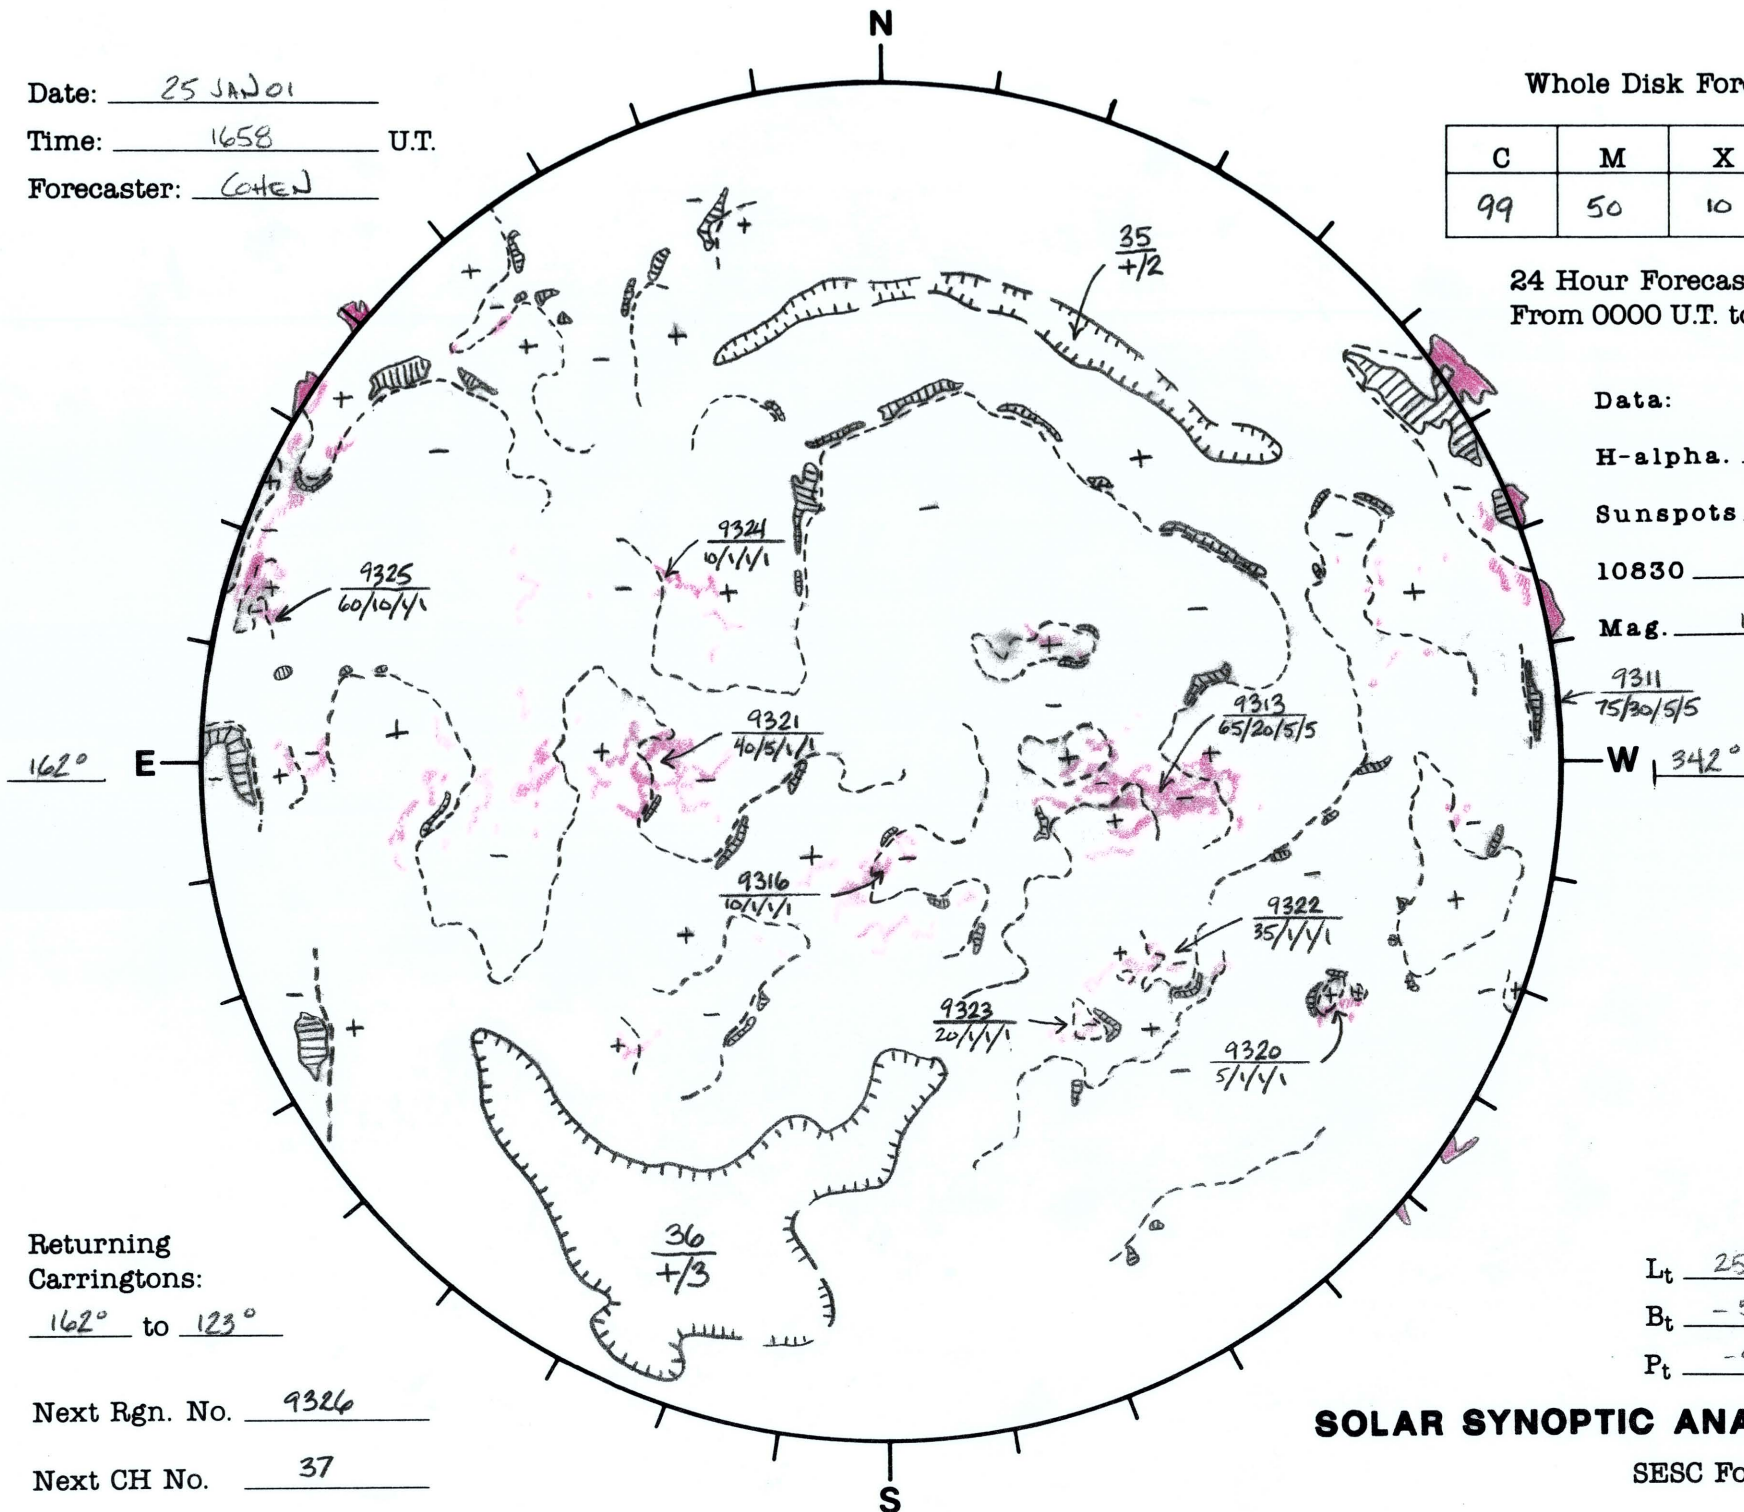 N
Date: 25 JAN 01
Time: 1658 U.T.
Forecaster: COHEN
Whole Disk For
C M X
99 50 10
24 Hour Forecas
From 0000 U.T. to
35
+/2
Data:
H-alpha.
Sunspots
10830
Mag.
9324
10/1/1/1
9325
60/10/1/1
9311
75/30/5/5
9321
40/5/1/1
9313
65/20/5/5
162° E
W 342°
9316
10/1/1/1
9322
35/1/1/1
9323
20/1/1/1
9320
5/1/1/1
36
+/3
Returning
Carringtons:
162° to 123°
Next Rgn. No. 9326
Next CH No. 37
Lt 25
Bt -5
Pt -
SOLAR SYNOPTIC ANA
SESC Fo
S